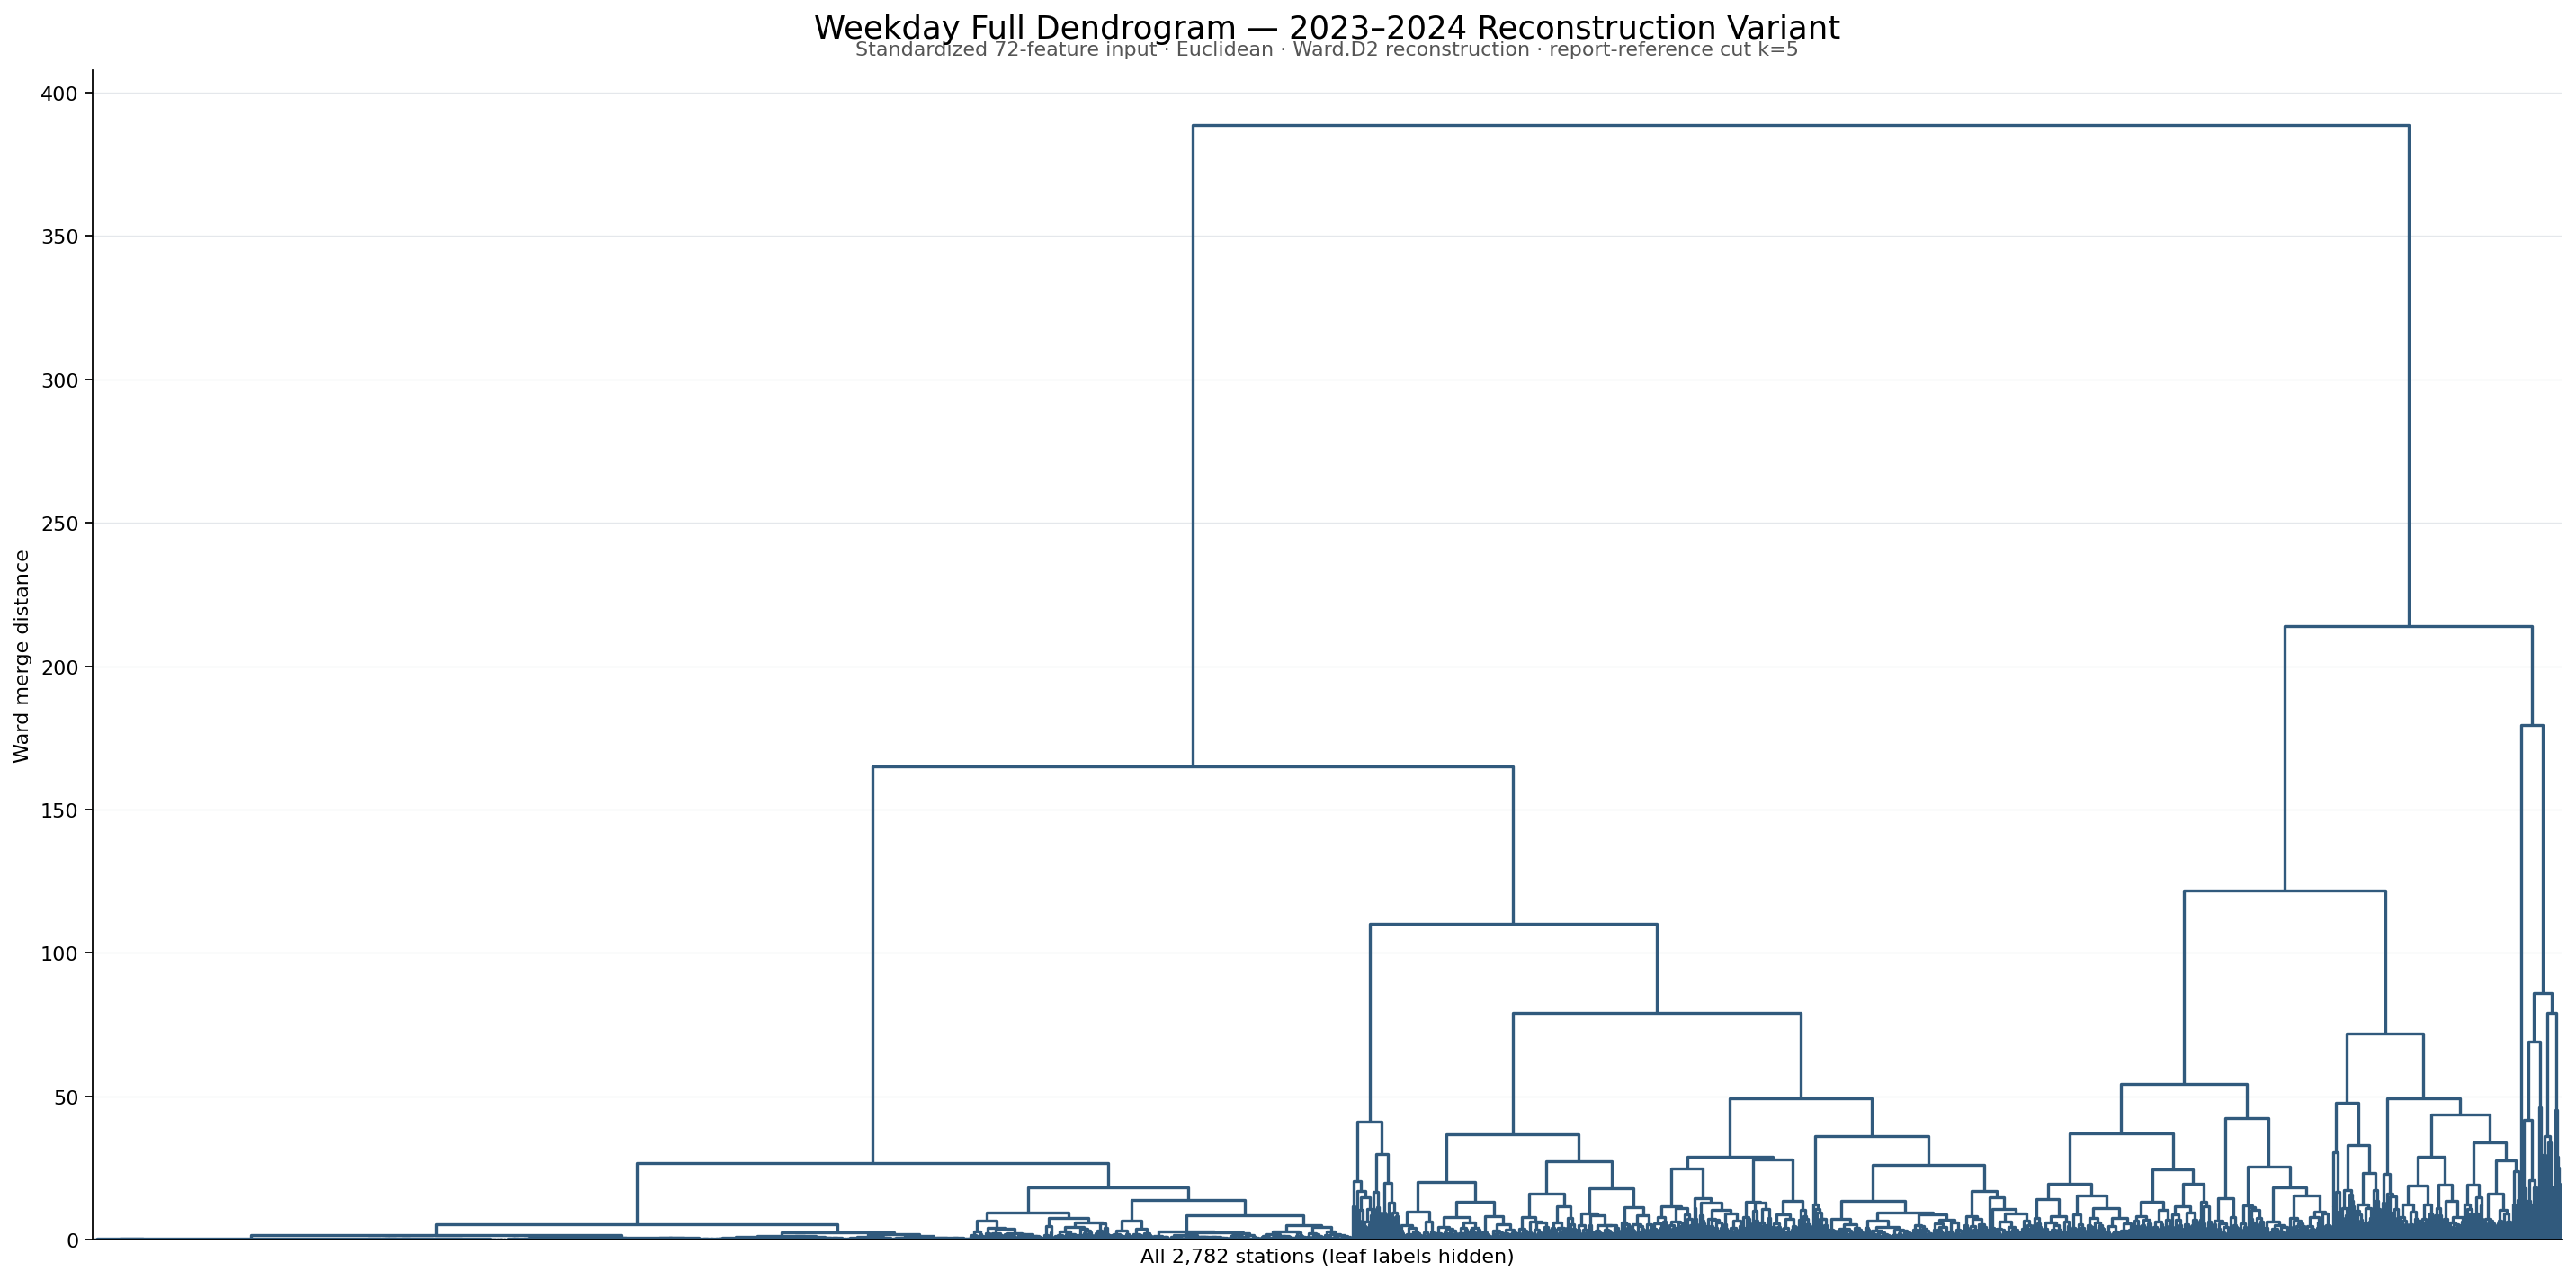 Weekday Full Dendrogram — 2023–2024 Reconstruction Variant
Standardized 72-feature input · Euclidean · Ward.D2 reconstruction · report-reference cut k=5
400
350
300
250
200
150
100
50
0
Ward merge distance
All 2,782 stations (leaf labels hidden)